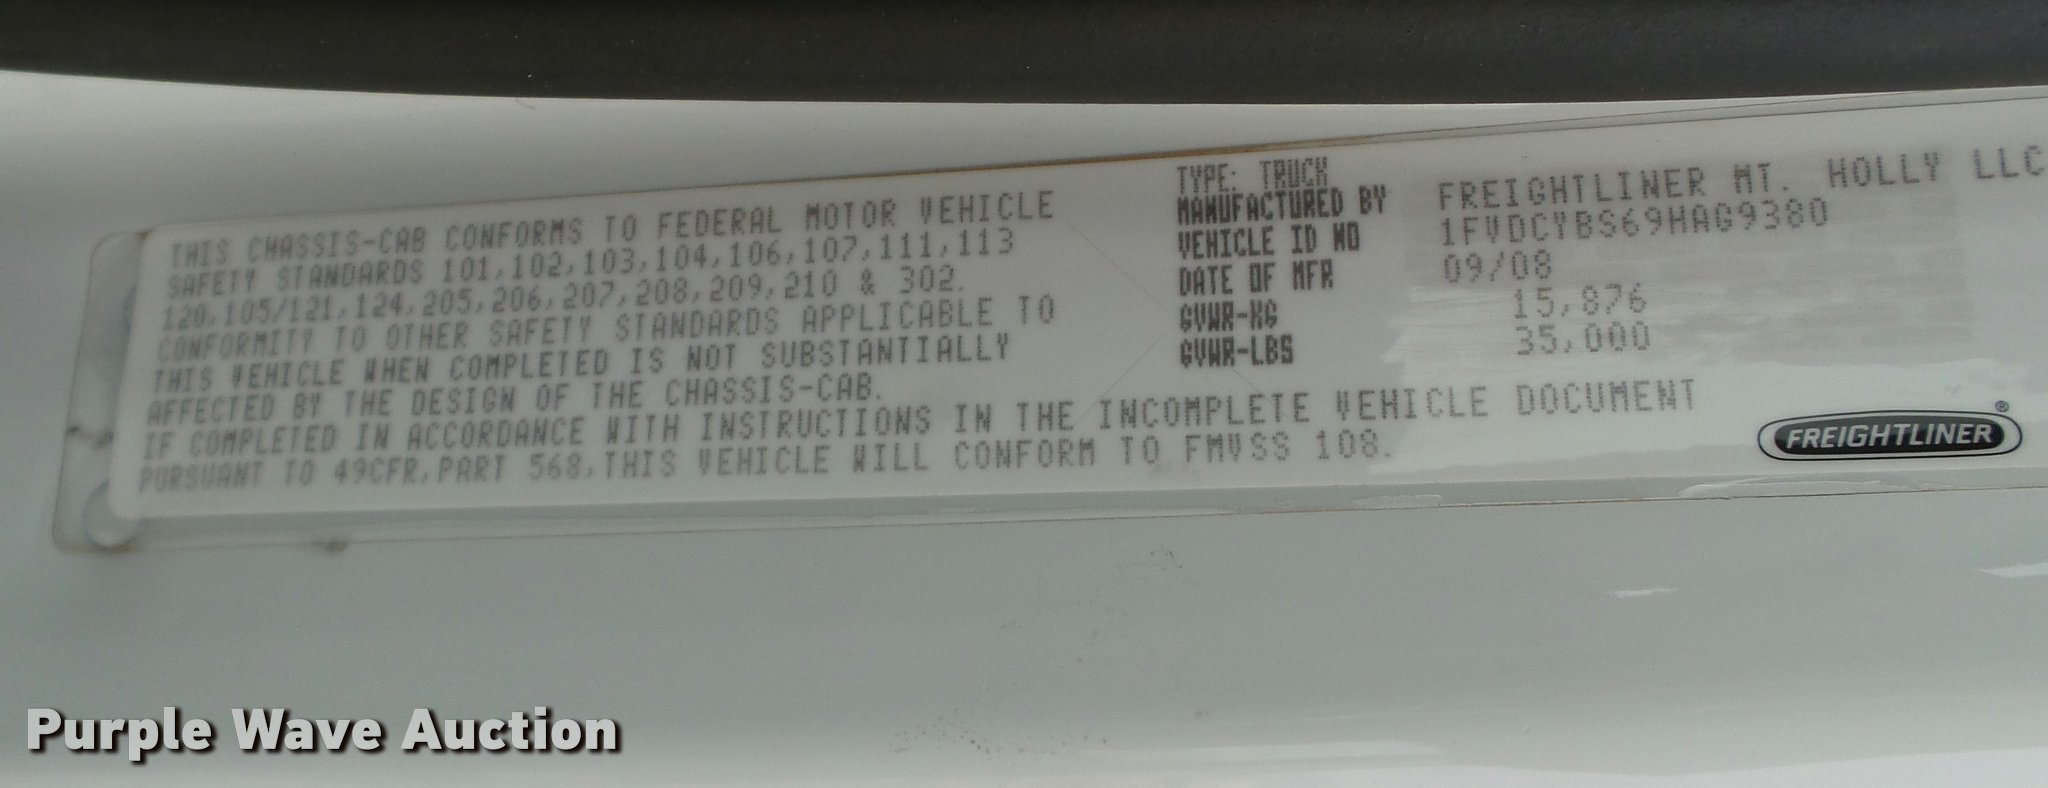 THIS CHASSIS-CAB CONFORMS TO FEDERAL MOTOR VEHICLE
SAFETY STANDARDS 101,102,103,104,106,107,111,113
120,105/121,124,205,206,207,208,209,210 & 302.
CONFORMITY TO OTHER SAFETY STANDARDS APPLICABLE TO
THIS VEHICLE WHEN COMPLETED IS NOT SUBSTANTIALLY
AFFECTED BY THE DESIGN OF THE CHASSIS-CAB.
IF COMPLETED IN ACCORDANCE WITH INSTRUCTIONS IN THE INCOMPLETE VEHICLE DOCUMENT
PURSUANT TO 49CFR,PART 568,THIS VEHICLE WILL CONFORM TO FMVSS 108.
TYPE: TRUCK
MANUFACTURED BY FREIGHTLINER MT. HOLLY LLC
VEHICLE ID NO 1FVDCYBS69HAG9380
DATE OF MFR 09/08
GVWR-KG 15,876
GVWR-LBS 35,000
FREIGHTLINER®
Purple Wave Auction